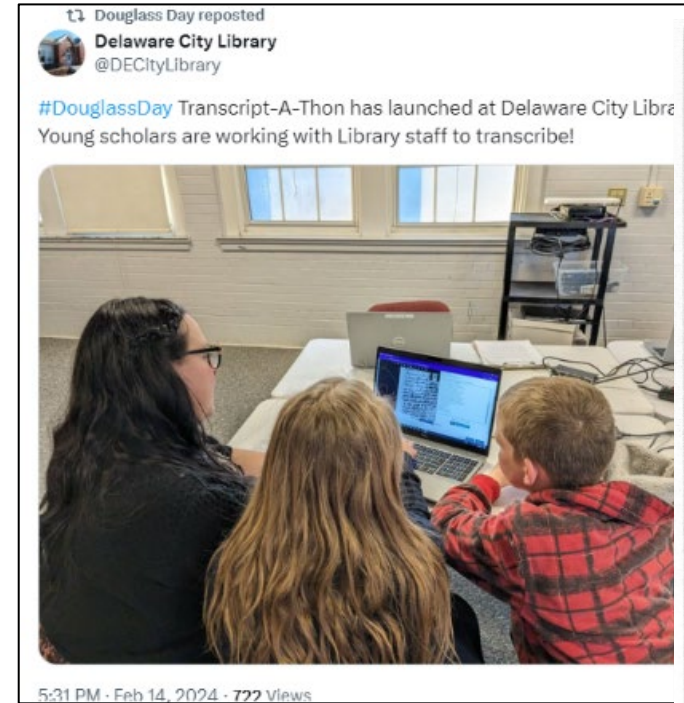 Douglass Day reposted
Delaware City Library
@DECityLibrary
#DouglassDay Transcript-A-Thon has launched at Delaware City Libra
Young scholars are working with Library staff to transcribe!
5:31 PM · Feb 14, 2024 · 722 Views